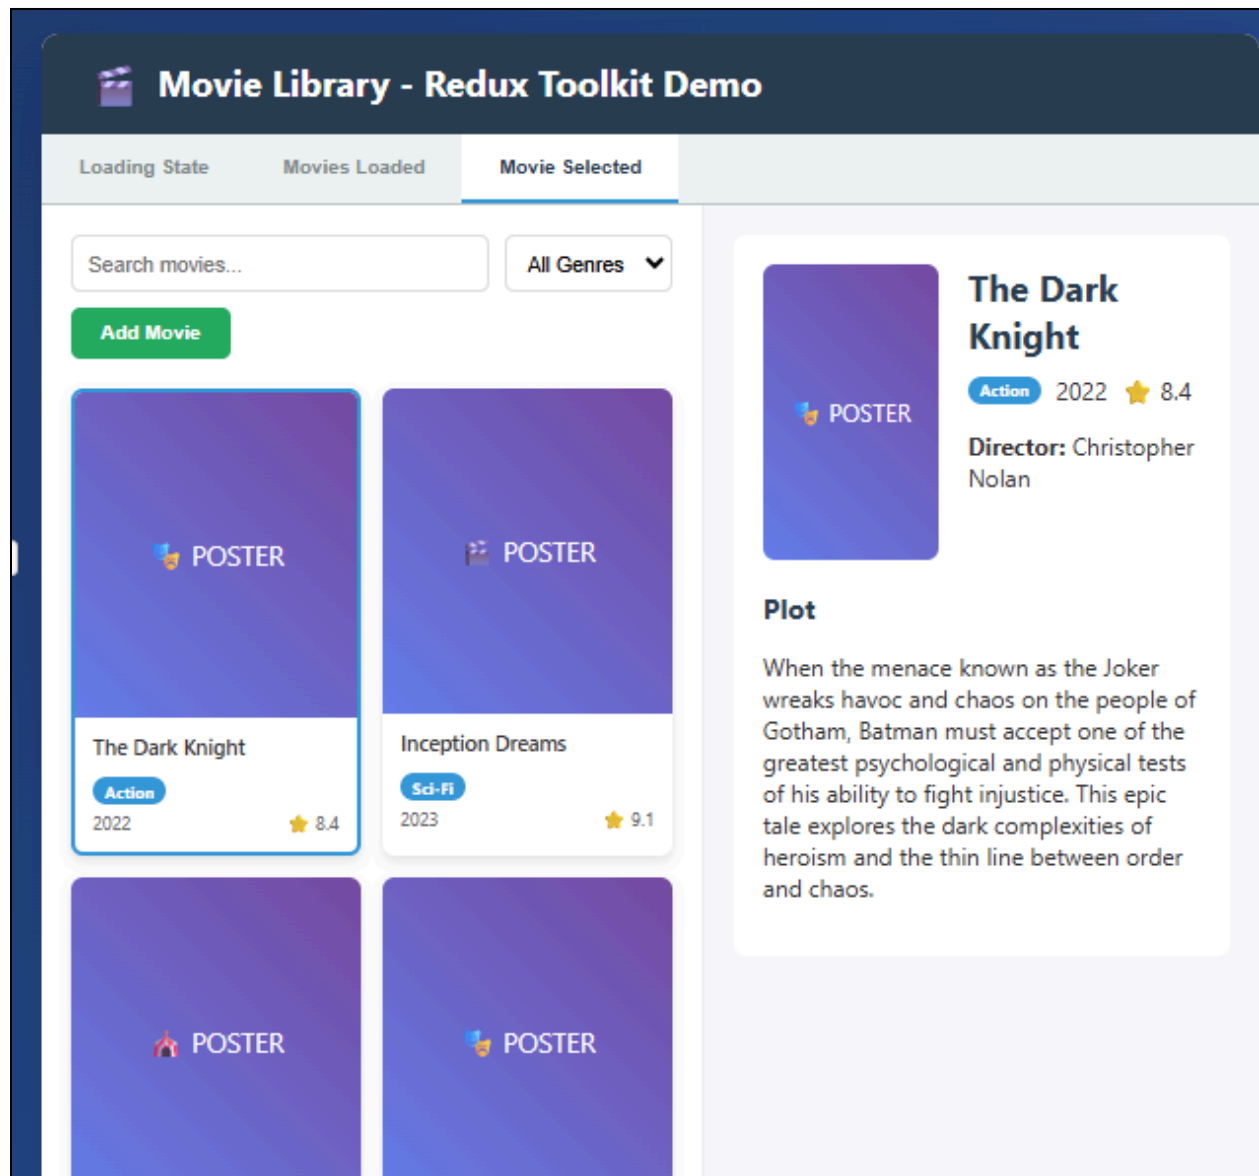 Movie Library - Redux Toolkit Demo
Loading State
Movies Loaded
Movie Selected
Search movies...
All Genres
Add Movie
POSTER
The Dark Knight
Action
2022
8.4
POSTER
Inception Dreams
Sci-Fi
2023
9.1
POSTER
POSTER
POSTER
The Dark
Knight
Action 2022 8.4
Director: Christopher
Nolan
Plot
When the menace known as the Joker
wreaks havoc and chaos on the people of
Gotham, Batman must accept one of the
greatest psychological and physical tests
of his ability to fight injustice. This epic
tale explores the dark complexities of
heroism and the thin line between order
and chaos.